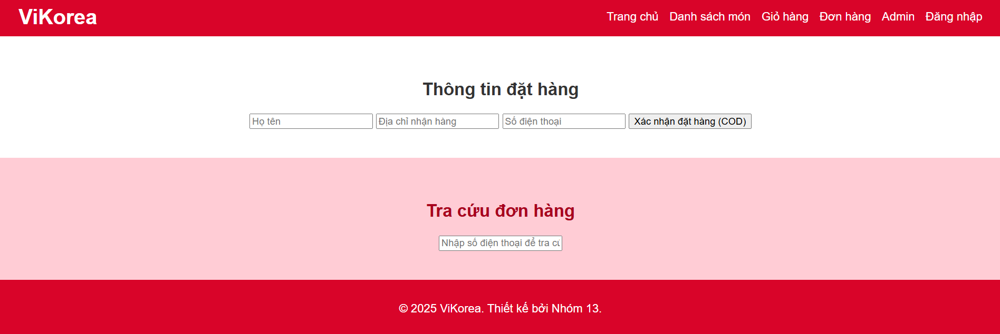 ViKorea
Trang chủ Danh sách món Giỏ hàng Đơn hàng Admin Đăng nhập
Thông tin đặt hàng
Họ tên Địa chỉ nhận hàng Số điện thoại Xác nhận đặt hàng (COD)
Tra cứu đơn hàng
Nhập số điện thoại để tra cứ
© 2025 ViKorea. Thiết kế bởi Nhóm 13.